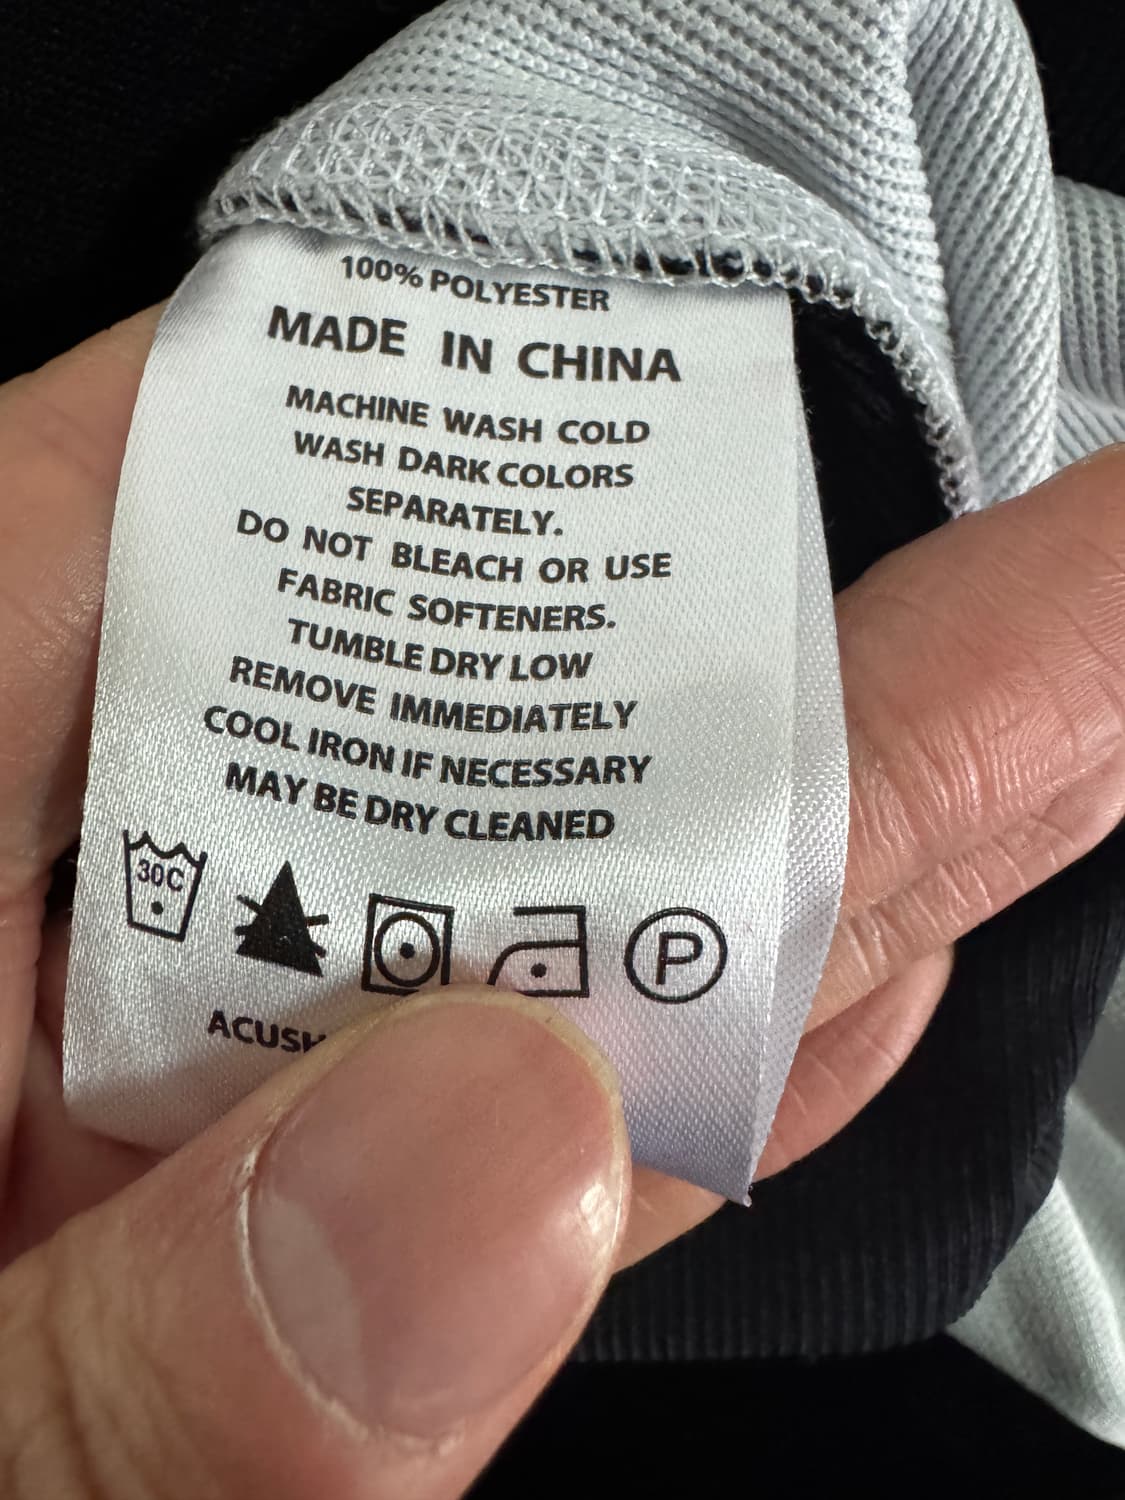 100% POLYESTER
MADE IN CHINA
MACHINE WASH COLD
WASH DARK COLORS
SEPARATELY.
DO NOT BLEACH OR USE
FABRIC SOFTENERS.
TUMBLE DRY LOW
REMOVE IMMEDIATELY
COOL IRON IF NECESSARY
MAY BE DRY CLEANED
30C P